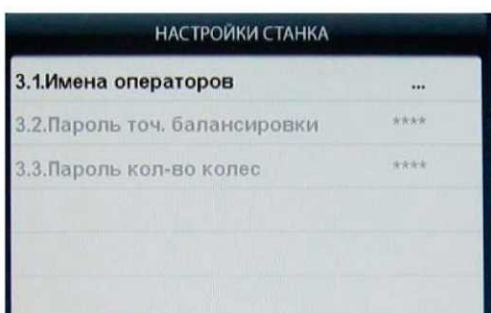 НАСТРОЙКИ СТАНКА
3.1.Имена операторов ...
3.2.Пароль точ. балансировки ****
3.3.Пароль кол-во колес ****